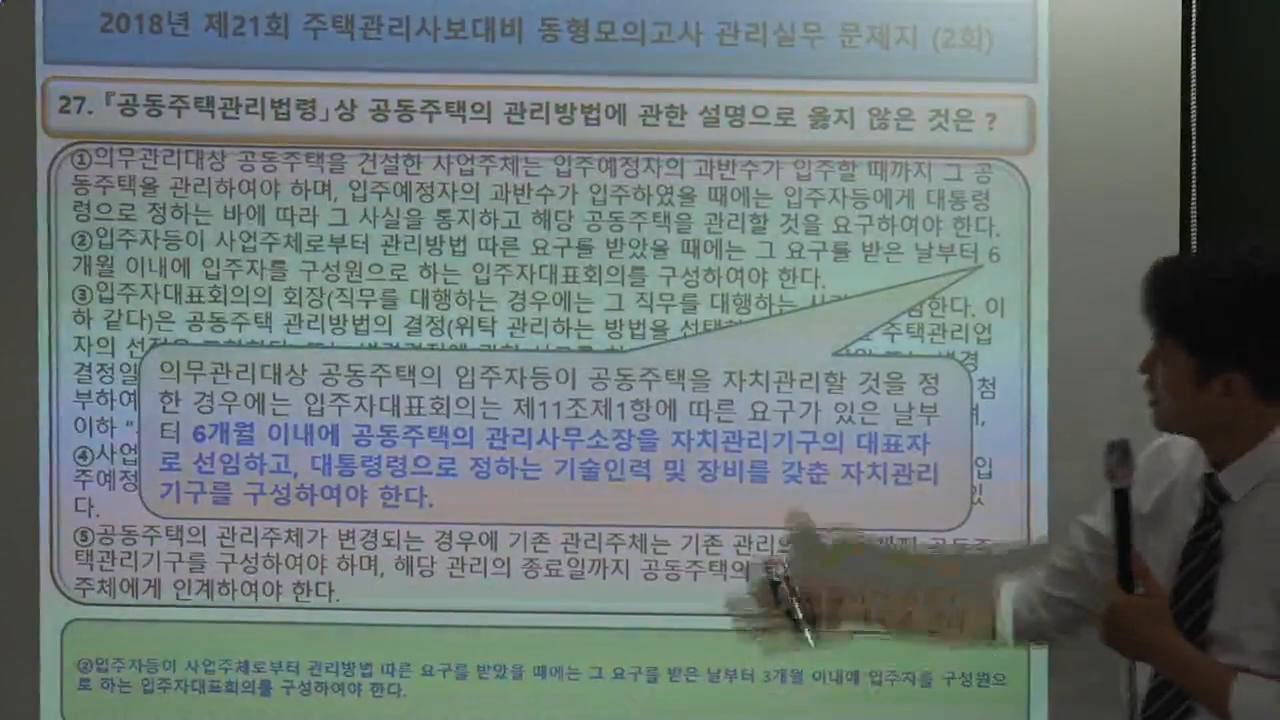 2018년 제21회 주택관리사보대비 동형모의고사 관리실무 문제지 (2회)
27. 『공동주택관리법령』상 공동주택의 관리방법에 관한 설명으로 옳지 않은 것은 ?
①의무관리대상 공동주택을 건설한 사업주체는 입주예정자의 과반수가 입주할 때까지 그 공
동주택을 관리하여야 하며, 입주예정자의 과반수가 입주하였을 때에는 입주자등에게 대통령
령으로 정하는 바에 따라 그 사실을 통지하고 해당 공동주택을 관리할 것을 요구하여야 한다.
②입주자등이 사업주체로부터 관리방법 따른 요구를 받았을 때에는 그 요구를 받은 날부터 6
개월 이내에 입주자를 구성원으로 하는 입주자대표회의를 구성하여야 한다.
③입주자대표회의의 회장(직무를 대행하는 경우에는 그 직무를 대행하는 이
하 같다)은 공동주택 관리방법의 결정(위탁 관리하는 방법을 주택관리업
자의 변경
결정일 첨
부하여
이하 "
의무관리대상 공동주택의 입주자등이 공동주택을 자치관리할 것을 정
한 경우에는 입주자대표회의는 제11조제1항에 따른 요구가 있은 날부
터 6개월 이내에 공동주택의 관리사무소장을 자치관리기구의 대표자
로 선임하고, 대통령령으로 정하는 기술인력 및 장비를 갖춘 자치관리
기구를 구성하여야 한다.
④사업 입
주예정 있
다.
⑤공동주택의 관리주체가 변경되는 경우에 기존 관리주체는 기존 관리의
택관리기구를 구성하여야 하며, 해당 관리의 종료일까지 공동주택의
주체에게 인계하여야 한다.
②입주자등이 사업주체로부터 관리방법 따른 요구를 받았을 때에는 그 요구를 받은 날부터 3개월 이내에 입주자를 구성원으
로 하는 입주자대표회의를 구성하여야 한다.